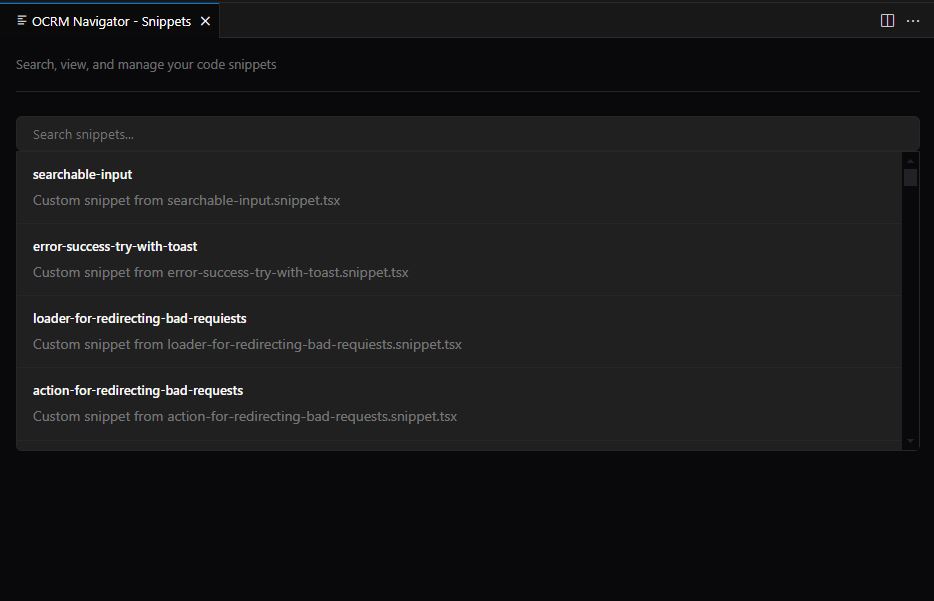 OCRM Navigator - Snippets
Search, view, and manage your code snippets
Search snippets...
searchable-input
Custom snippet from searchable-input.snippet.tsx
error-success-try-with-toast
Custom snippet from error-success-try-with-toast.snippet.tsx
loader-for-redirecting-bad-requiests
Custom snippet from loader-for-redirecting-bad-requiests.snippet.tsx
action-for-redirecting-bad-requests
Custom snippet from action-for-redirecting-bad-requests.snippet.tsx